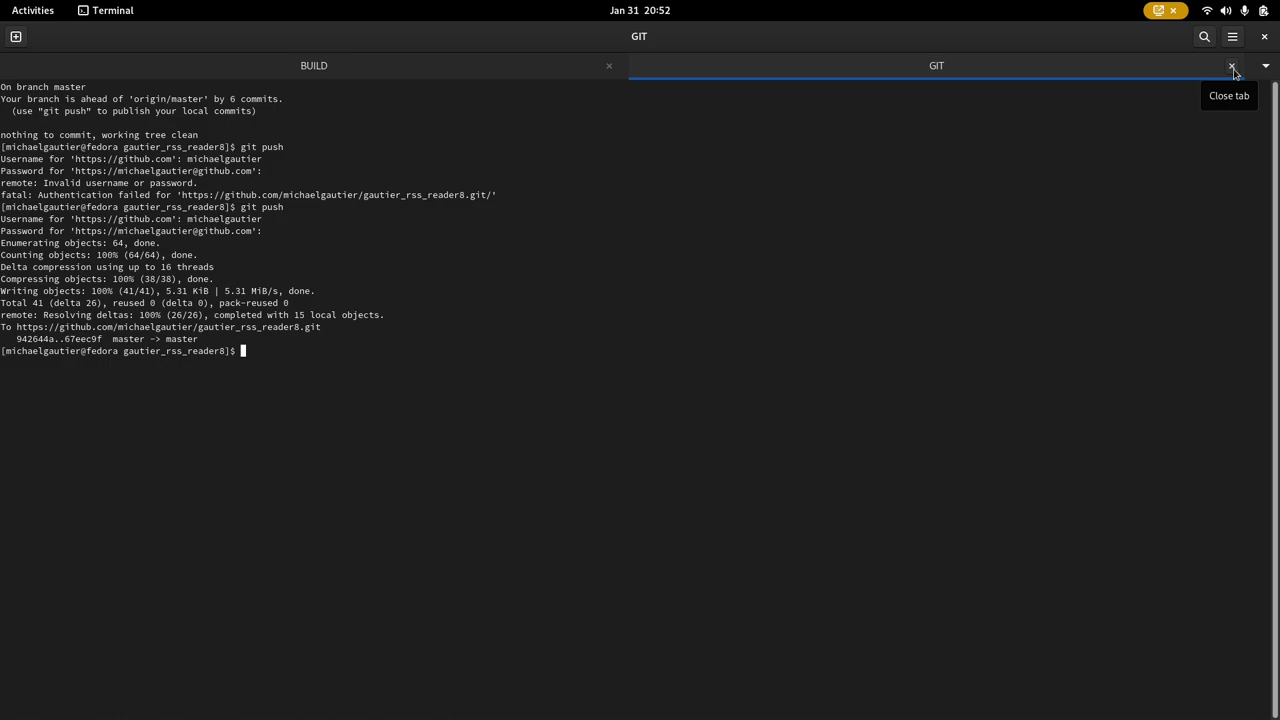 Activities Terminal Jan 31 20:52
GIT
BUILD GIT
Close tab
On branch master
Your branch is ahead of 'origin/master' by 6 commits.
  (use "git push" to publish your local commits)
nothing to commit, working tree clean
[michaelgautier@fedora gautier_rss_reader8]$ git push
Username for 'https://github.com': michaelgautier
Password for 'https://michaelgautier@github.com':
remote: Invalid username or password.
fatal: Authentication failed for 'https://github.com/michaelgautier/gautier_rss_reader8.git/'
[michaelgautier@fedora gautier_rss_reader8]$ git push
Username for 'https://github.com': michaelgautier
Password for 'https://michaelgautier@github.com':
Enumerating objects: 64, done.
Counting objects: 100% (64/64), done.
Delta compression using up to 16 threads
Compressing objects: 100% (38/38), done.
Writing objects: 100% (41/41), 5.31 KiB | 5.31 MiB/s, done.
Total 41 (delta 26), reused 0 (delta 0), pack-reused 0
remote: Resolving deltas: 100% (26/26), completed with 15 local objects.
To https://github.com/michaelgautier/gautier_rss_reader8.git
   942644a..67eec9f  master -> master
[michaelgautier@fedora gautier_rss_reader8]$